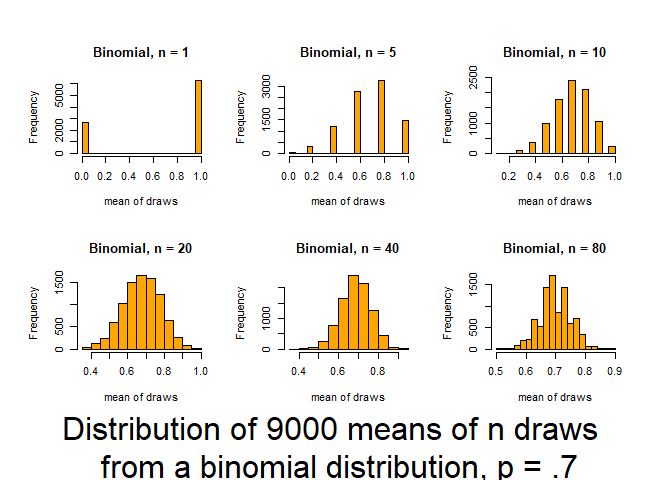 Binomial, n = 1
Frequency
0 2000 5000
0.0 0.2 0.4 0.6 0.8 1.0
mean of draws
Binomial, n = 5
Frequency
0 1500 3000
0.0 0.2 0.4 0.6 0.8 1.0
mean of draws
Binomial, n = 10
Frequency
0 1000 2500
0.2 0.4 0.6 0.8 1.0
mean of draws
Binomial, n = 20
Frequency
0 500 1500
0.4 0.6 0.8 1.0
mean of draws
Binomial, n = 40
Frequency
0 1000
0.4 0.6 0.8
mean of draws
Binomial, n = 80
Frequency
0 500 1500
0.5 0.6 0.7 0.8 0.9
mean of draws
Distribution of 9000 means of n draws
from a binomial distribution, p = .7